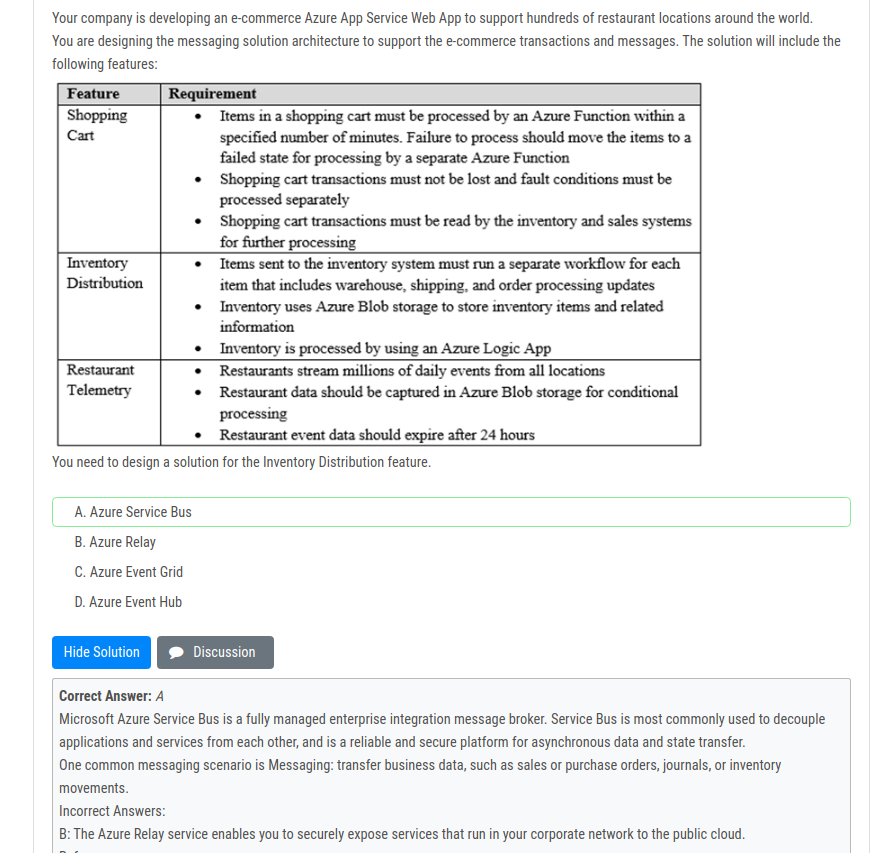 Your company is developing an e-commerce Azure App Service Web App to support hundreds of restaurant locations around the world.
You are designing the messaging solution architecture to support the e-commerce transactions and messages. The solution will include the
following features:
Feature Requirement
Shopping
Cart
• Items in a shopping cart must be processed by an Azure Function within a
specified number of minutes. Failure to process should move the items to a
failed state for processing by a separate Azure Function
• Shopping cart transactions must not be lost and fault conditions must be
processed separately
• Shopping cart transactions must be read by the inventory and sales systems
for further processing
Inventory
Distribution
• Items sent to the inventory system must run a separate workflow for each
item that includes warehouse, shipping, and order processing updates
• Inventory uses Azure Blob storage to store inventory items and related
information
• Inventory is processed by using an Azure Logic App
Restaurant
Telemetry
• Restaurants stream millions of daily events from all locations
• Restaurant data should be captured in Azure Blob storage for conditional
processing
• Restaurant event data should expire after 24 hours
You need to design a solution for the Inventory Distribution feature.
A. Azure Service Bus
B. Azure Relay
C. Azure Event Grid
D. Azure Event Hub
Hide Solution
Discussion
Correct Answer: A
Microsoft Azure Service Bus is a fully managed enterprise integration message broker. Service Bus is most commonly used to decouple
applications and services from each other, and is a reliable and secure platform for asynchronous data and state transfer.
One common messaging scenario is Messaging: transfer business data, such as sales or purchase orders, journals, or inventory
movements.
Incorrect Answers:
B: The Azure Relay service enables you to securely expose services that run in your corporate network to the public cloud.